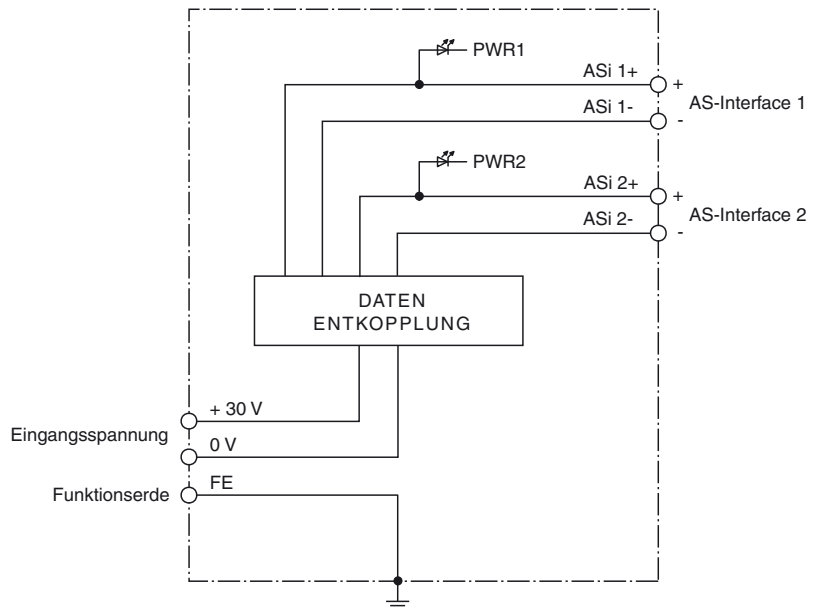 PWR1
ASi 1+
+
AS-Interface 1
ASi 1-
-
PWR2
ASi 2+
+
AS-Interface 2
ASi 2-
-
DATEN
ENTKOPPLUNG
+ 30 V
Eingangsspannung
0 V
FE
Funktionserde